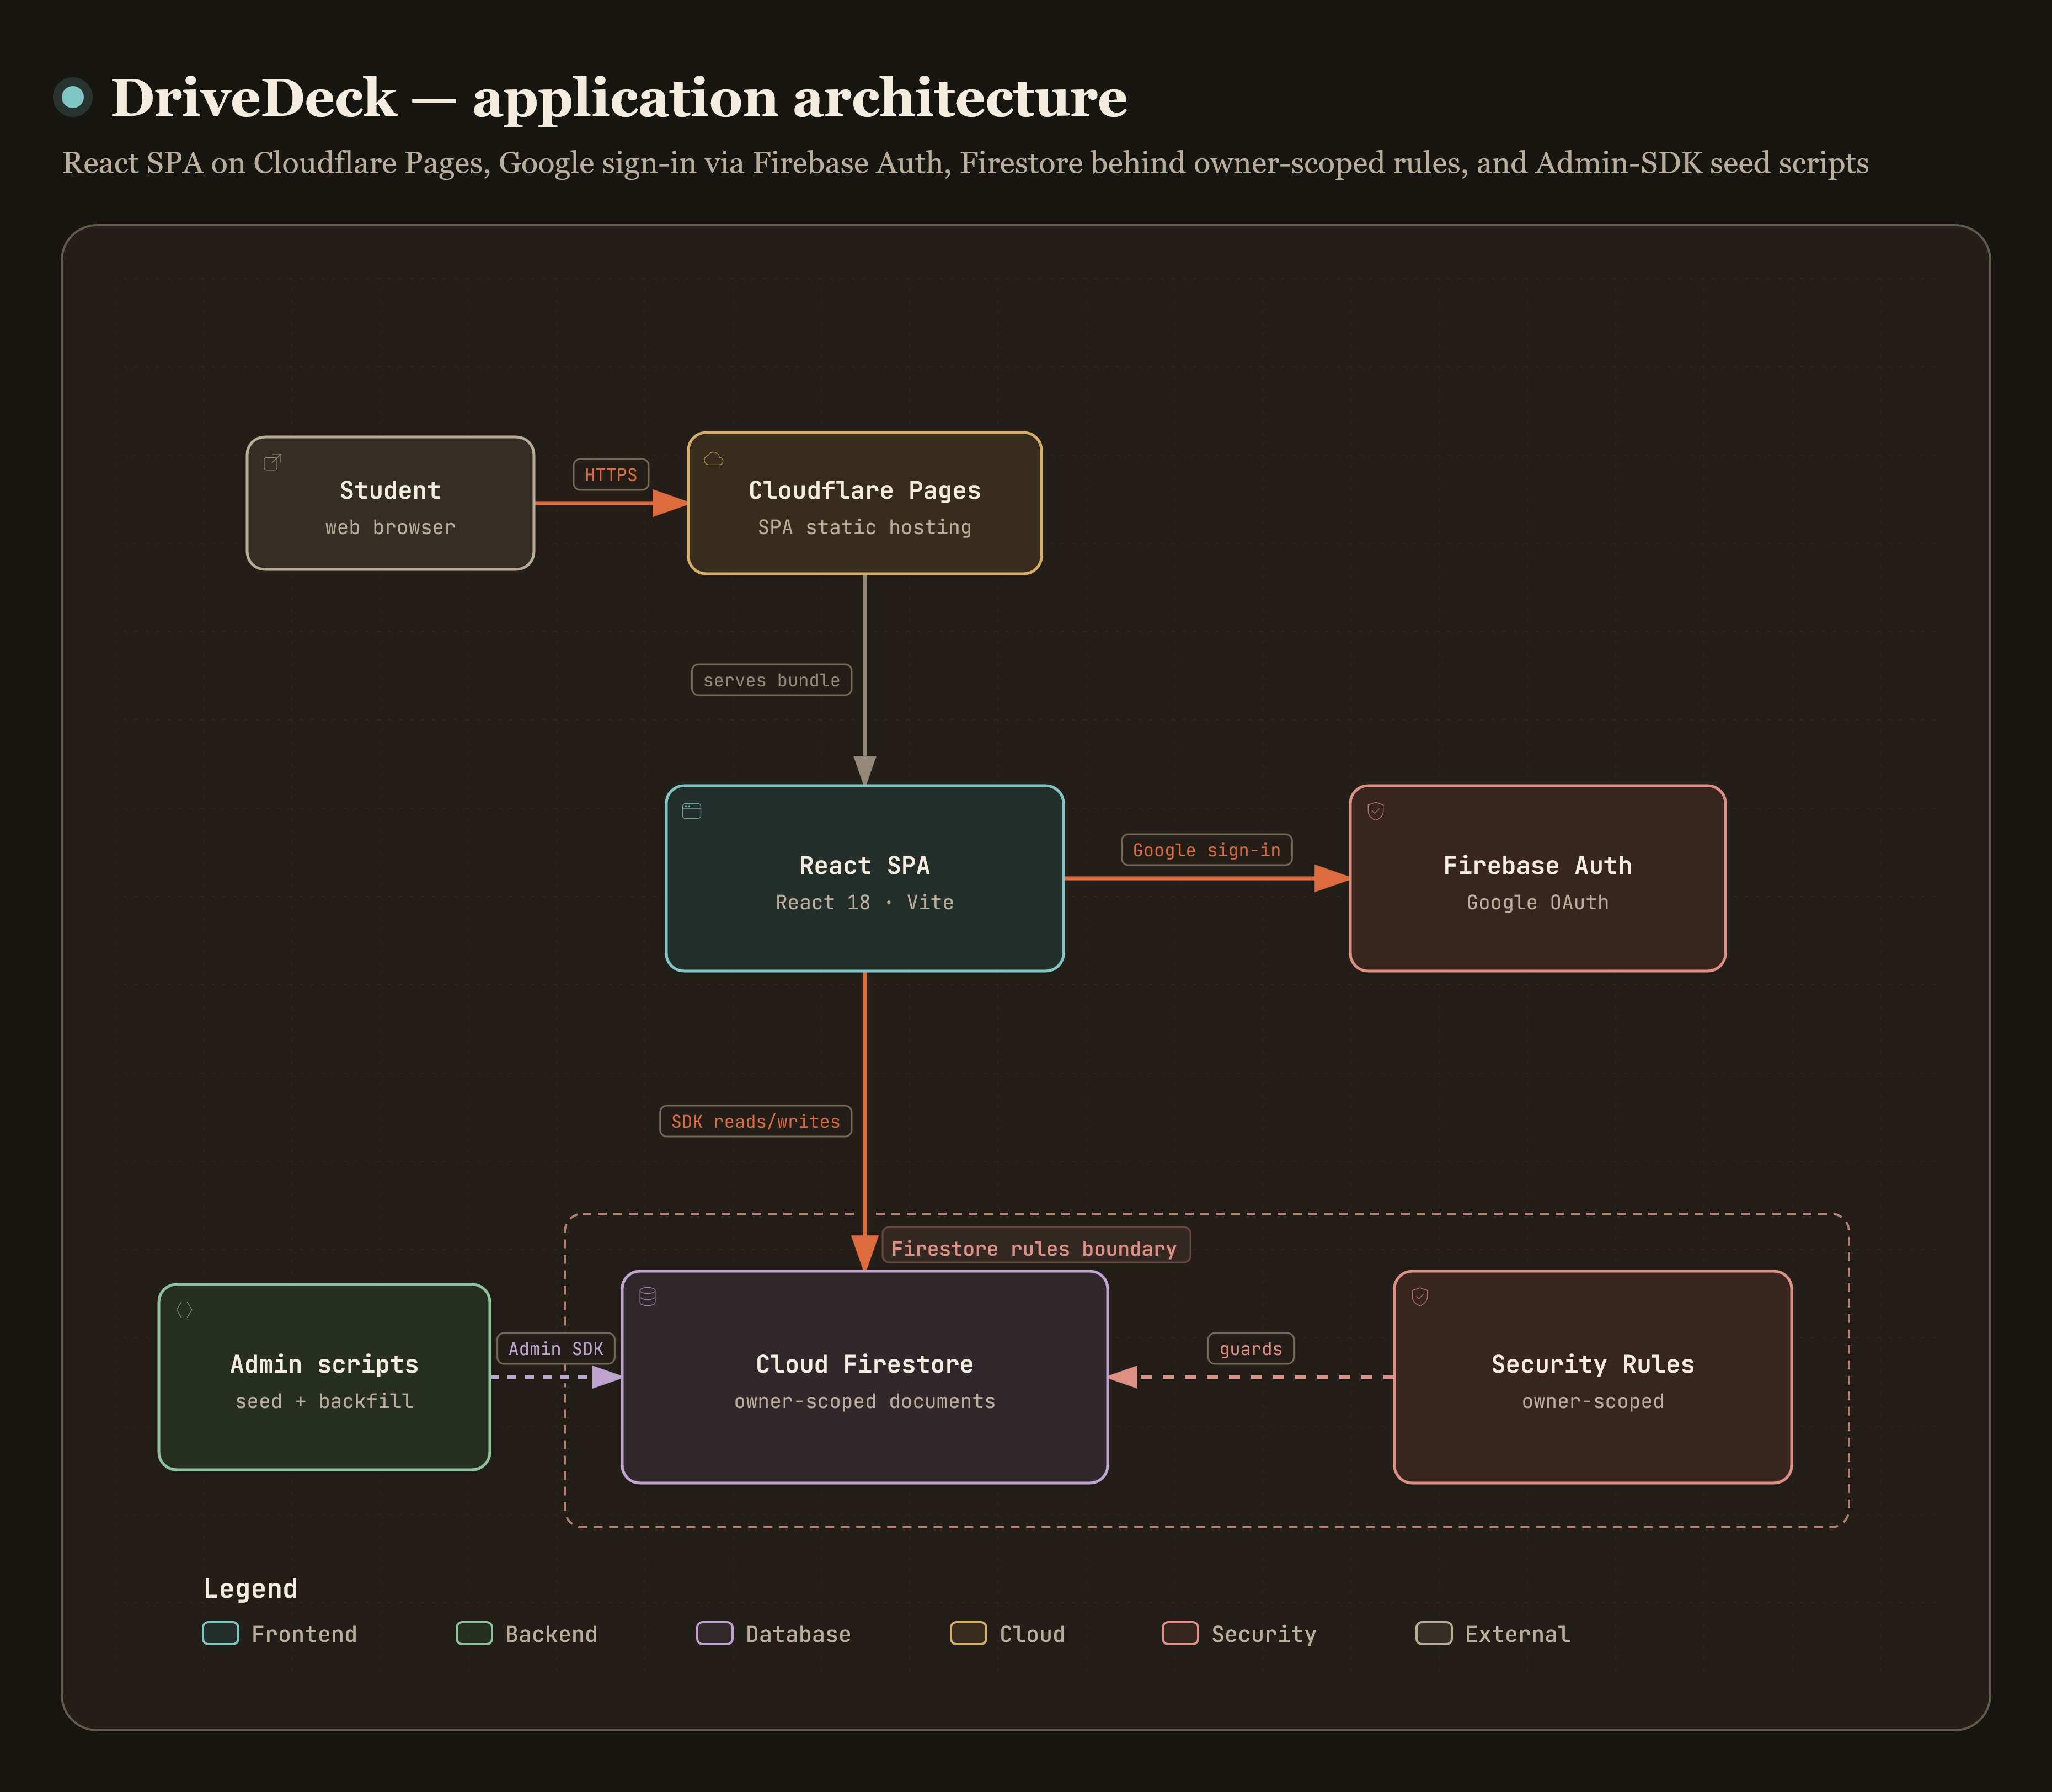 DriveDeck — application architecture
React SPA on Cloudflare Pages, Google sign-in via Firebase Auth, Firestore behind owner-scoped rules, and Admin-SDK seed scripts
Student
web browser
HTTPS
Cloudflare Pages
SPA static hosting
serves bundle
React SPA
React 18 · Vite
Google sign-in
Firebase Auth
Google OAuth
SDK reads/writes
Firestore rules boundary
Admin scripts
seed + backfill
Admin SDK
Cloud Firestore
owner-scoped documents
guards
Security Rules
owner-scoped
Legend
Frontend
Backend
Database
Cloud
Security
External